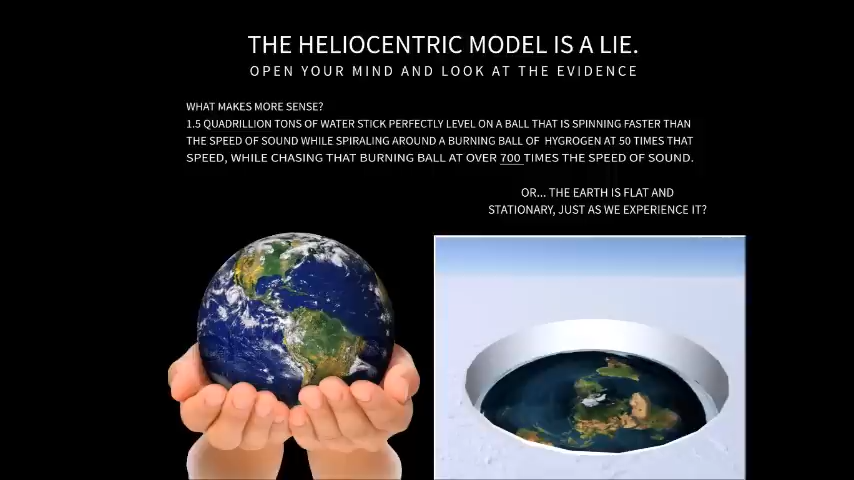 THE HELIOCENTRIC MODEL IS A LIE.
OPEN YOUR MIND AND LOOK AT THE EVIDENCE
WHAT MAKES MORE SENSE?
1.5 QUADRILLION TONS OF WATER STICK PERFECTLY LEVEL ON A BALL THAT IS SPINNING FASTER THAN
THE SPEED OF SOUND WHILE SPIRALING AROUND A BURNING BALL OF HYGROGEN AT 50 TIMES THAT
SPEED, WHILE CHASING THAT BURNING BALL AT OVER 700 TIMES THE SPEED OF SOUND.
OR... THE EARTH IS FLAT AND
STATIONARY, JUST AS WE EXPERIENCE IT?